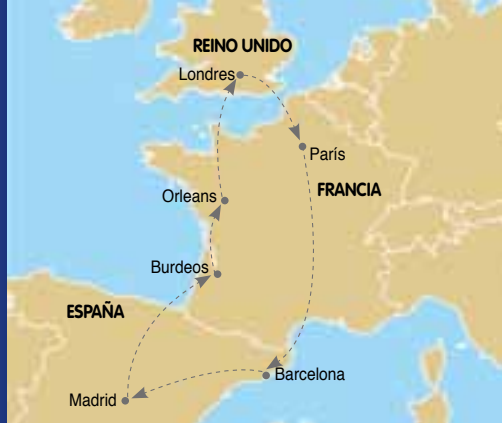 REINO UNIDO
Londres
París
Orleans
FRANCIA
Burdeos
ESPAÑA
Barcelona
Madrid